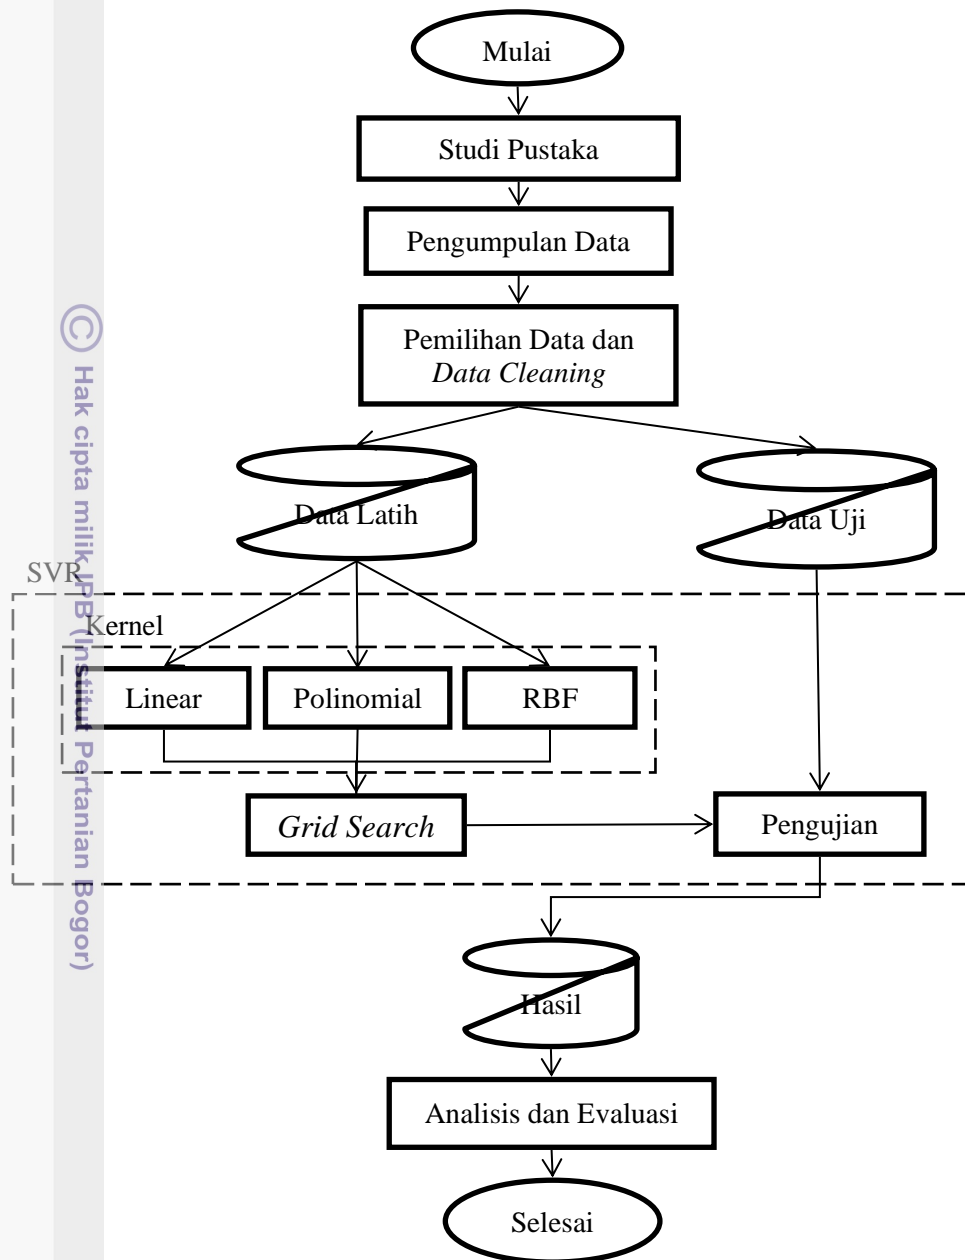 Mulai
Studi Pustaka
Pengumpulan Data
Pemilihan Data dan
Data Cleaning
Data Latih
Data Uji
SVR
Kernel
Linear
Polinomial
RBF
Grid Search
Pengujian
Hasil
Analisis dan Evaluasi
Selesai
© Hak cipta milik IPB (Institut Pertanian Bogor)